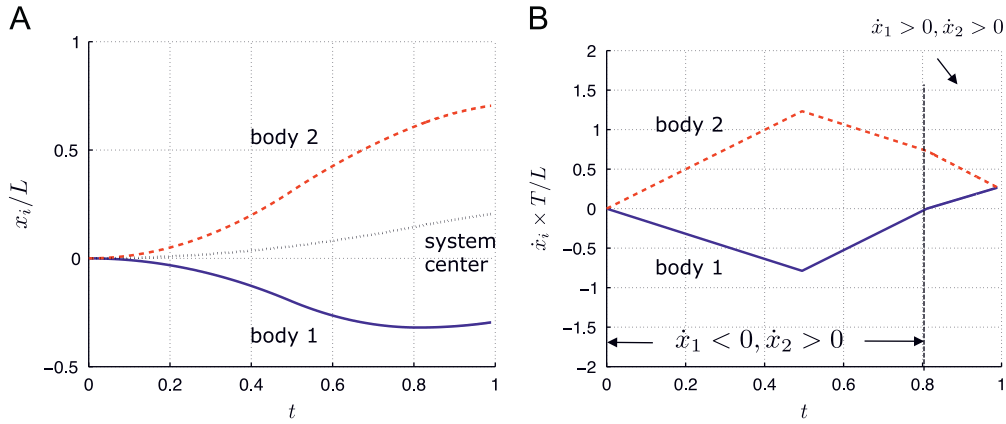 A
1
0.5
0
−0.5
x_i/L
body 2
system
center
body 1
0
0.2
0.4
0.6
0.8
1
t
B
ẋ₁ > 0, ẋ₂ > 0
2
1.5
1
0.5
0
−0.5
−1
−1.5
−2
ẋ_i × T/L
body 2
body 1
ẋ₁ < 0, ẋ₂ > 0
0
0.2
0.4
0.6
0.8
1
t